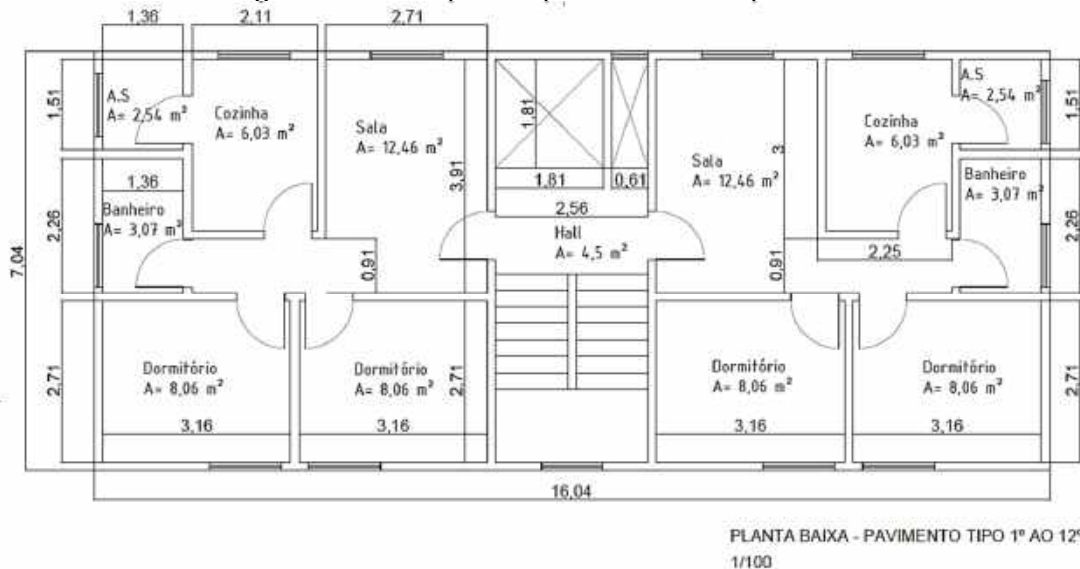 1,36
2,11
2,71
1,51
A.S
A= 2,54 m²
Cozinha
A= 6,03 m²
Sala
A= 12,46 m²
3,91
1,81
1,81
0,61
2,56
Hall
A= 4,5 m²
Sala
A= 12,46 m²
3
Cozinha
A= 6,03 m²
A.S
A= 2,54 m²
1,51
1,36
Banheiro
A= 3,07 m²
2,26
7,04
0,91
0,91
2,25
Banheiro
A= 3,07 m²
2,26
2,71
Dormitório
A= 8,06 m²
3,16
Dormitório
A= 8,06 m²
2,71
3,16
Dormitório
A= 8,06 m²
3,16
Dormitório
A= 8,06 m²
3,16
2,71
16,04
PLANTA BAIXA - PAVIMENTO TIPO 1º AO 12º
1/100